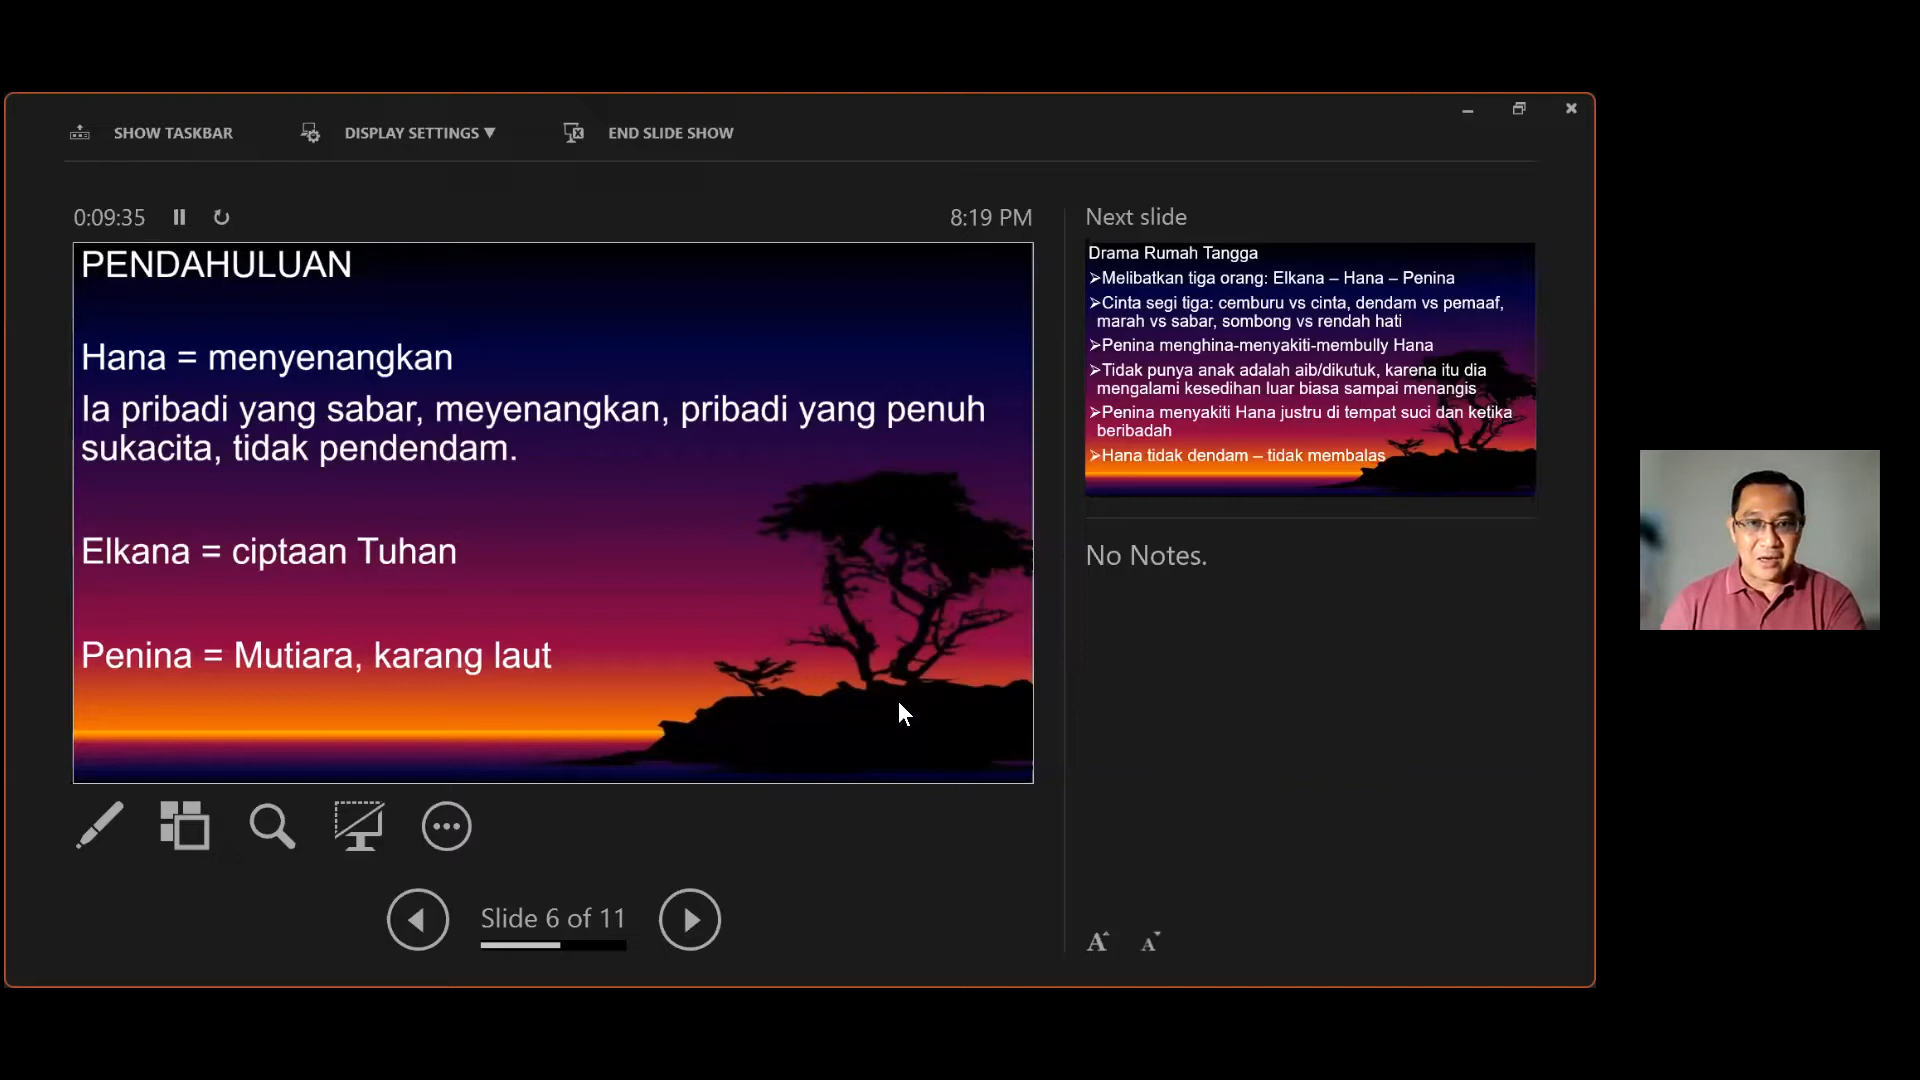 SHOW TASKBAR
DISPLAY SETTINGS ▼
END SLIDE SHOW
0:09:35
8:19 PM
PENDAHULUAN
Hana = menyenangkan
Ia pribadi yang sabar, meyenangkan, pribadi yang penuh
sukacita, tidak pendendam.
Elkana = ciptaan Tuhan
Penina = Mutiara, karang laut
Slide 6 of 11
Next slide
Drama Rumah Tangga
➢Melibatkan tiga orang: Elkana – Hana – Penina
➢Cinta segi tiga: cemburu vs cinta, dendam vs pemaaf,
marah vs sabar, sombong vs rendah hati
➢Penina menghina-menyakiti-membully Hana
➢Tidak punya anak adalah aib/dikutuk, karena itu dia
mengalami kesedihan luar biasa sampai menangis
➢Penina menyakiti Hana justru di tempat suci dan ketika
beribadah
➢Hana tidak dendam – tidak membalas
No Notes.
A A